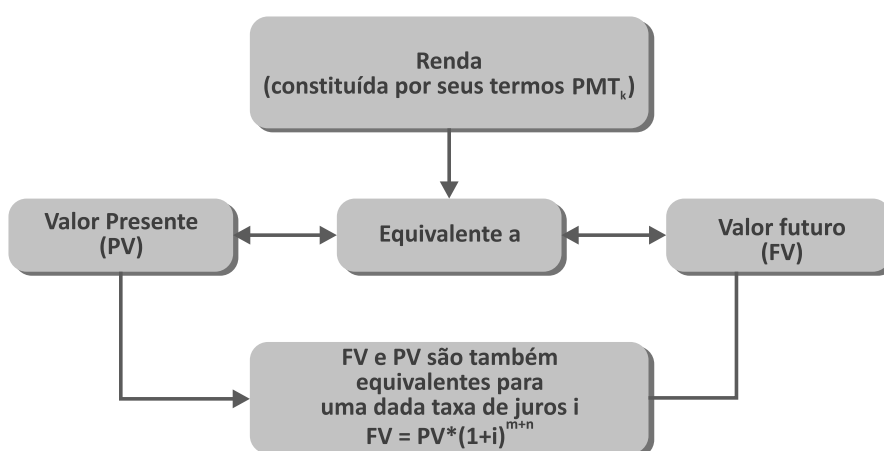 Renda
(constituída por seus termos PMTₖ)
Valor Presente
(PV)
Equivalente a
Valor futuro
(FV)
FV e PV são também
equivalentes para
uma dada taxa de juros i
FV = PV*(1+i)^m+n